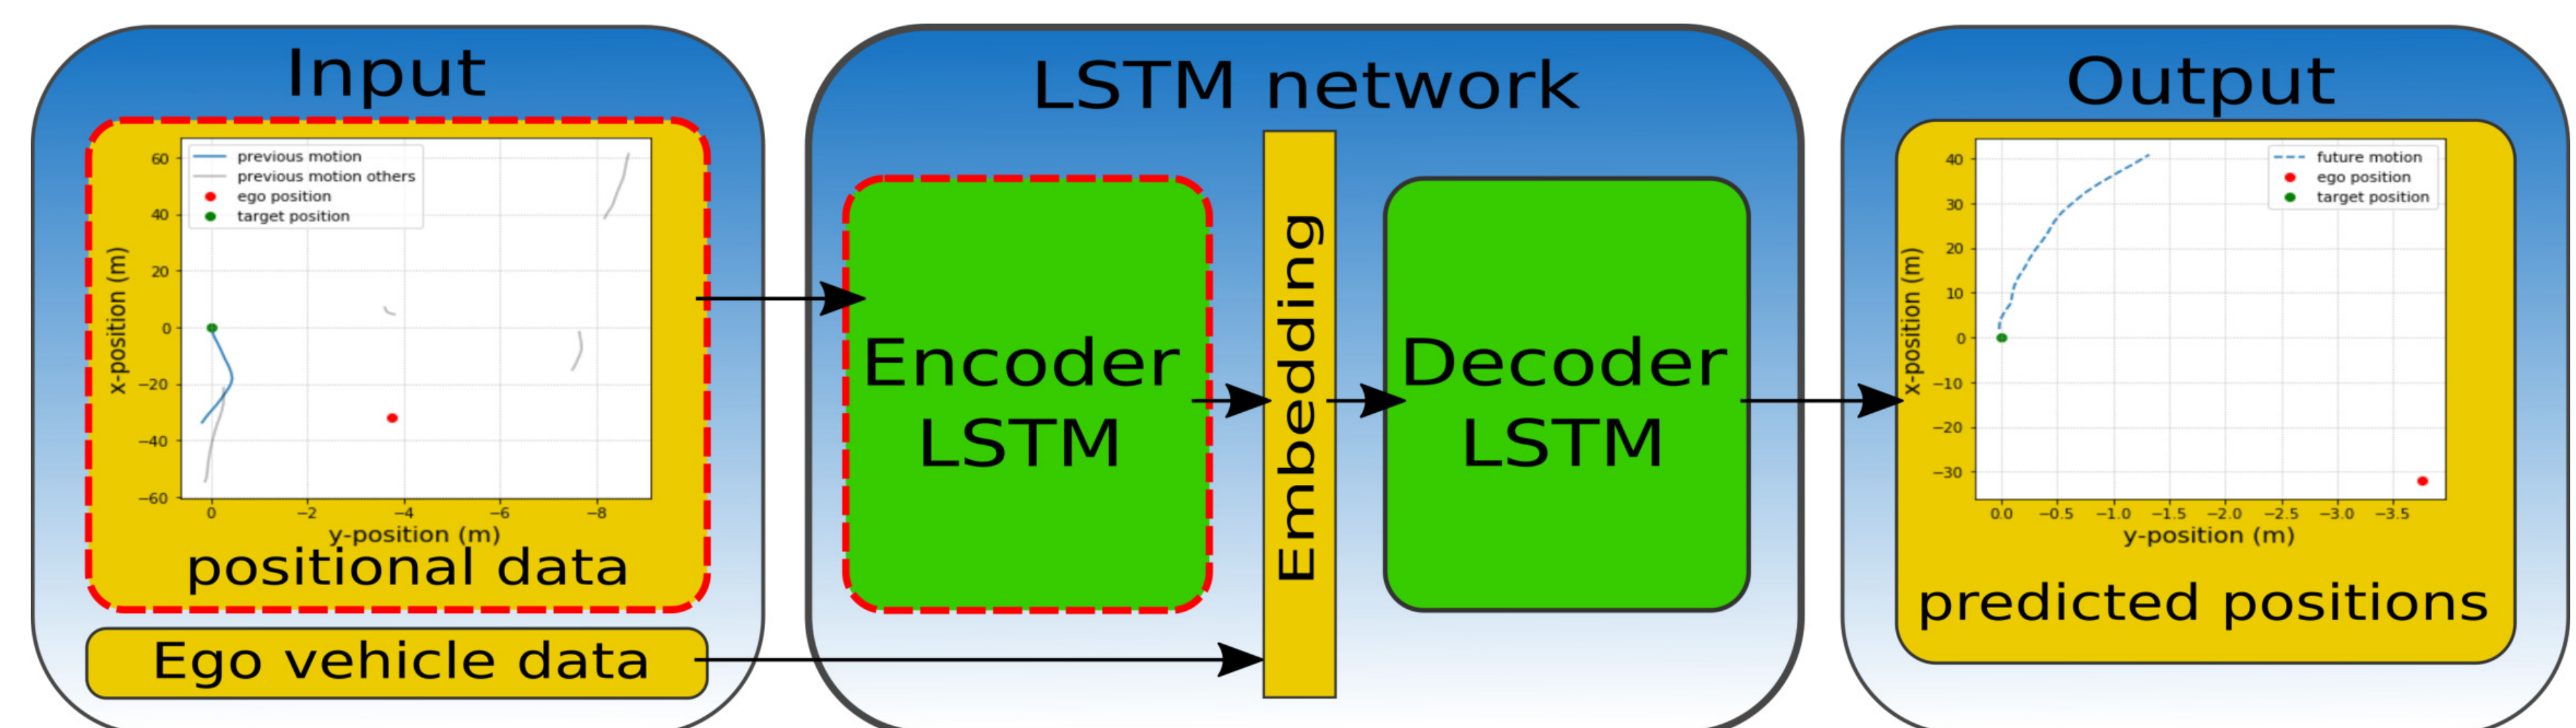 Input
previous motion
previous motion others
ego position
target position
60
40
20
0
−20
−40
−60
x-position (m)
0 −2 −4 −6 −8
y-position (m)
positional data
Ego vehicle data
LSTM network
Encoder
LSTM
Embedding
Decoder
LSTM
Output
future motion
ego position
target position
40
30
20
10
0
−10
−20
−30
x-position (m)
0.0 −0.5 −1.0 −1.5 −2.0 −2.5 −3.0 −3.5
y-position (m)
predicted positions